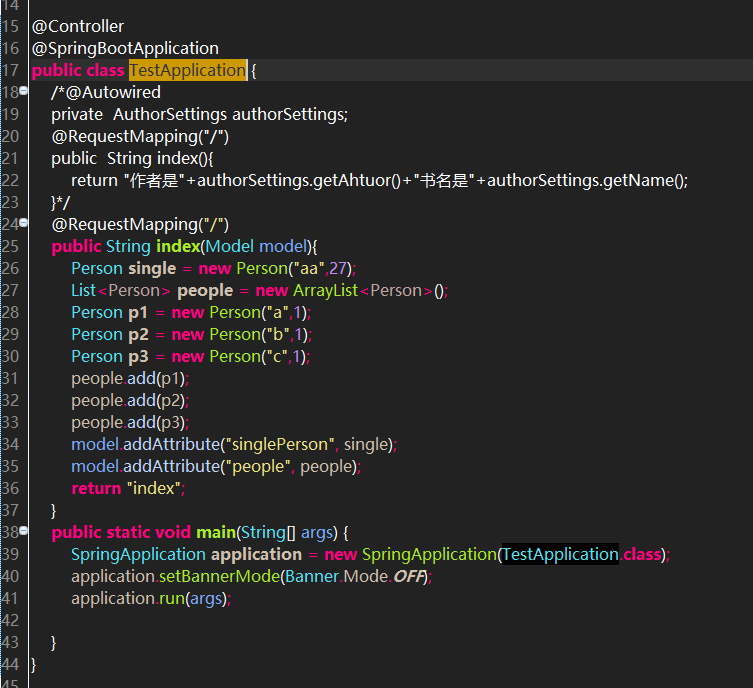 14
15 @Controller
16 @SpringBootApplication
17 public class TestApplication {
18 /*@Autowired
19 private  AuthorSettings authorSettings;
20 @RequestMapping("/")
21 public  String index(){
22 return "作者是"+authorSettings.getAhtuor()+"书名是"+authorSettings.getName();
23 }*/
24 @RequestMapping("/")
25 public String index(Model model){
26 Person single = new Person("aa",27);
27 List<Person> people = new ArrayList<Person>();
28 Person p1 = new Person("a",1);
29 Person p2 = new Person("b",1);
30 Person p3 = new Person("c",1);
31 people.add(p1);
32 people.add(p2);
33 people.add(p3);
34 model.addAttribute("singlePerson", single);
35 model.addAttribute("people", people);
36 return "index";
37 }
38 public static void main(String[] args) {
39 SpringApplication application = new SpringApplication(TestApplication.class);
40 application.setBannerMode(Banner.Mode.OFF);
41 application.run(args);
42
43 }
44 }
45